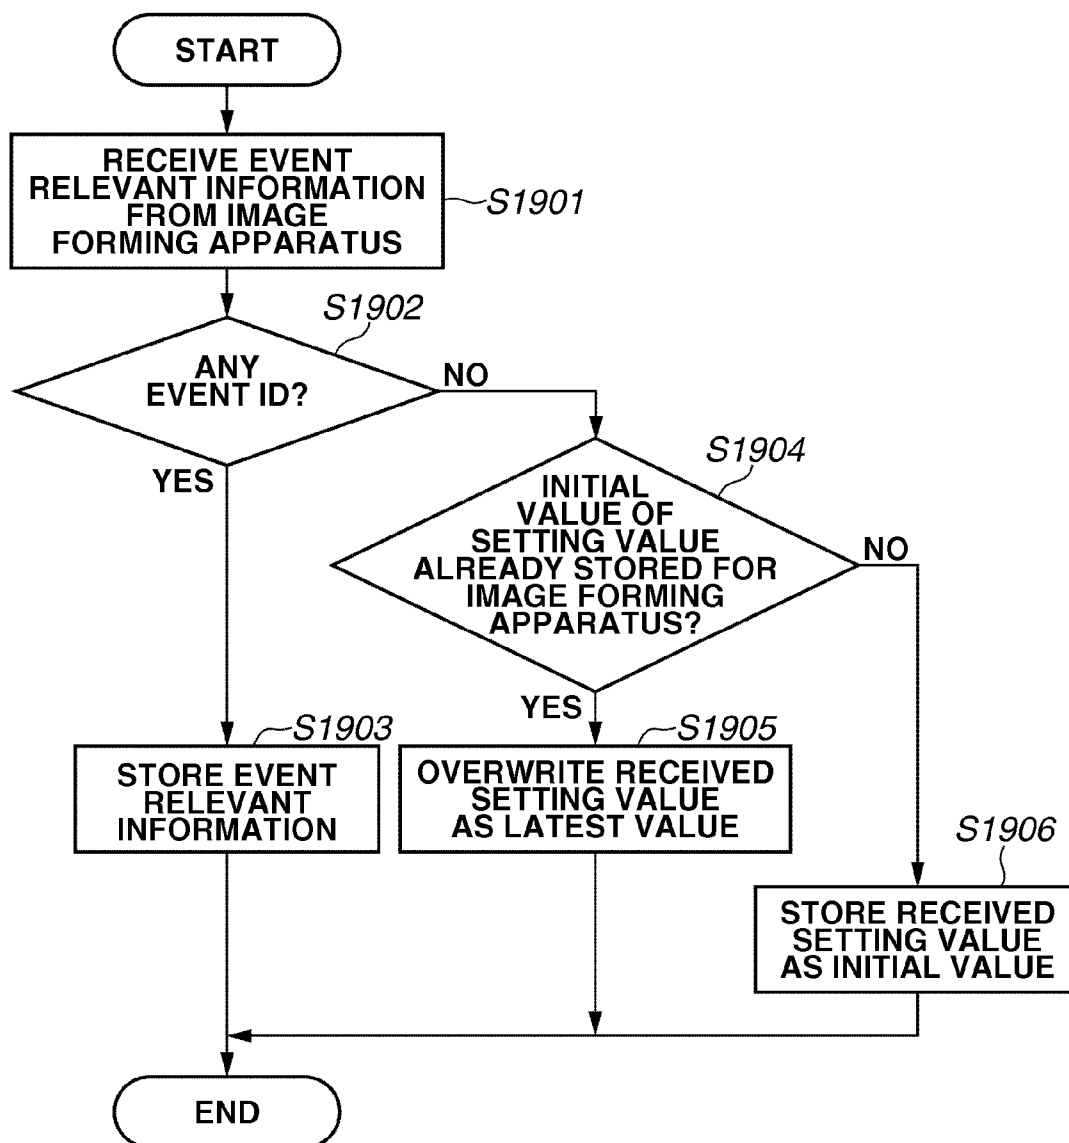 START
RECEIVE EVENT
RELEVANT INFORMATION
FROM IMAGE
FORMING APPARATUS
S1901
S1902
ANY
EVENT ID?
NO
YES
S1904
INITIAL
VALUE OF
SETTING VALUE
ALREADY STORED FOR
IMAGE FORMING
APPARATUS?
NO
YES
S1903
STORE EVENT
RELEVANT
INFORMATION
S1905
OVERWRITE RECEIVED
SETTING VALUE
AS LATEST VALUE
S1906
STORE RECEIVED
SETTING VALUE
AS INITIAL VALUE
END